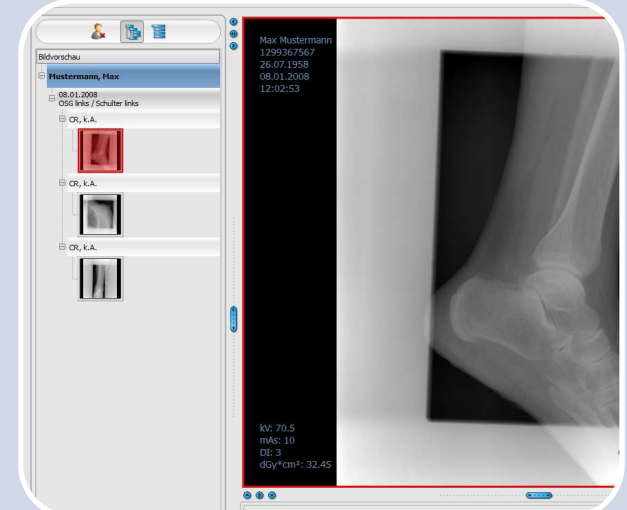 Bildvorschau
Mustermann, Max
08.01.2008
OSG links / Schulter links
CR, k.A.
CR, k.A.
CR, k.A.
Max Mustermann
1299367567
26.07.1958
08.01.2008
12:02:53
kV: 70.5
mAs: 10
DI: 3
dGy*cm²: 32.45